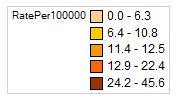 RatePer100000 0.0 - 6.3
6.4 - 10.8
11.4 - 12.5
12.9 - 22.4
24.2 - 45.6